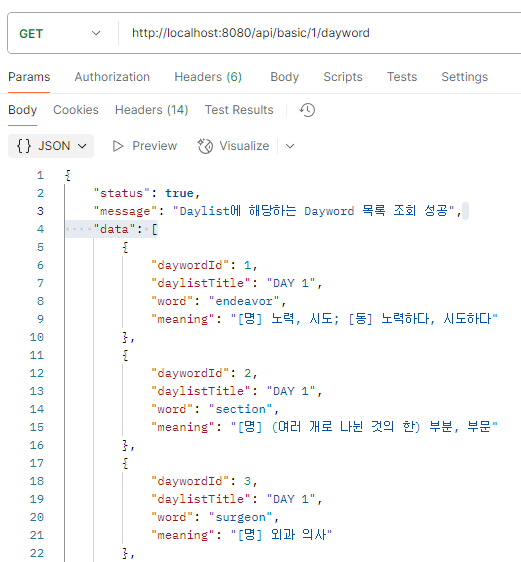 GET http://localhost:8080/api/basic/1/dayword
Params Authorization Headers (6) Body Scripts Tests Settings
Body Cookies Headers (14) Test Results
{} JSON Preview Visualize
1 {
2 "status": true,
3 "message": "Daylist에 해당하는 Dayword 목록 조회 성공",
4 "data": [
5 {
6 "daywordId": 1,
7 "daylistTitle": "DAY 1",
8 "word": "endeavor",
9 "meaning": "[명] 노력, 시도; [동] 노력하다, 시도하다"
10 },
11 {
12 "daywordId": 2,
13 "daylistTitle": "DAY 1",
14 "word": "section",
15 "meaning": "[명] (여러 개로 나뉜 것의 한) 부분, 부문"
16 },
17 {
18 "daywordId": 3,
19 "daylistTitle": "DAY 1",
20 "word": "surgeon",
21 "meaning": "[명] 외과 의사"
22 },